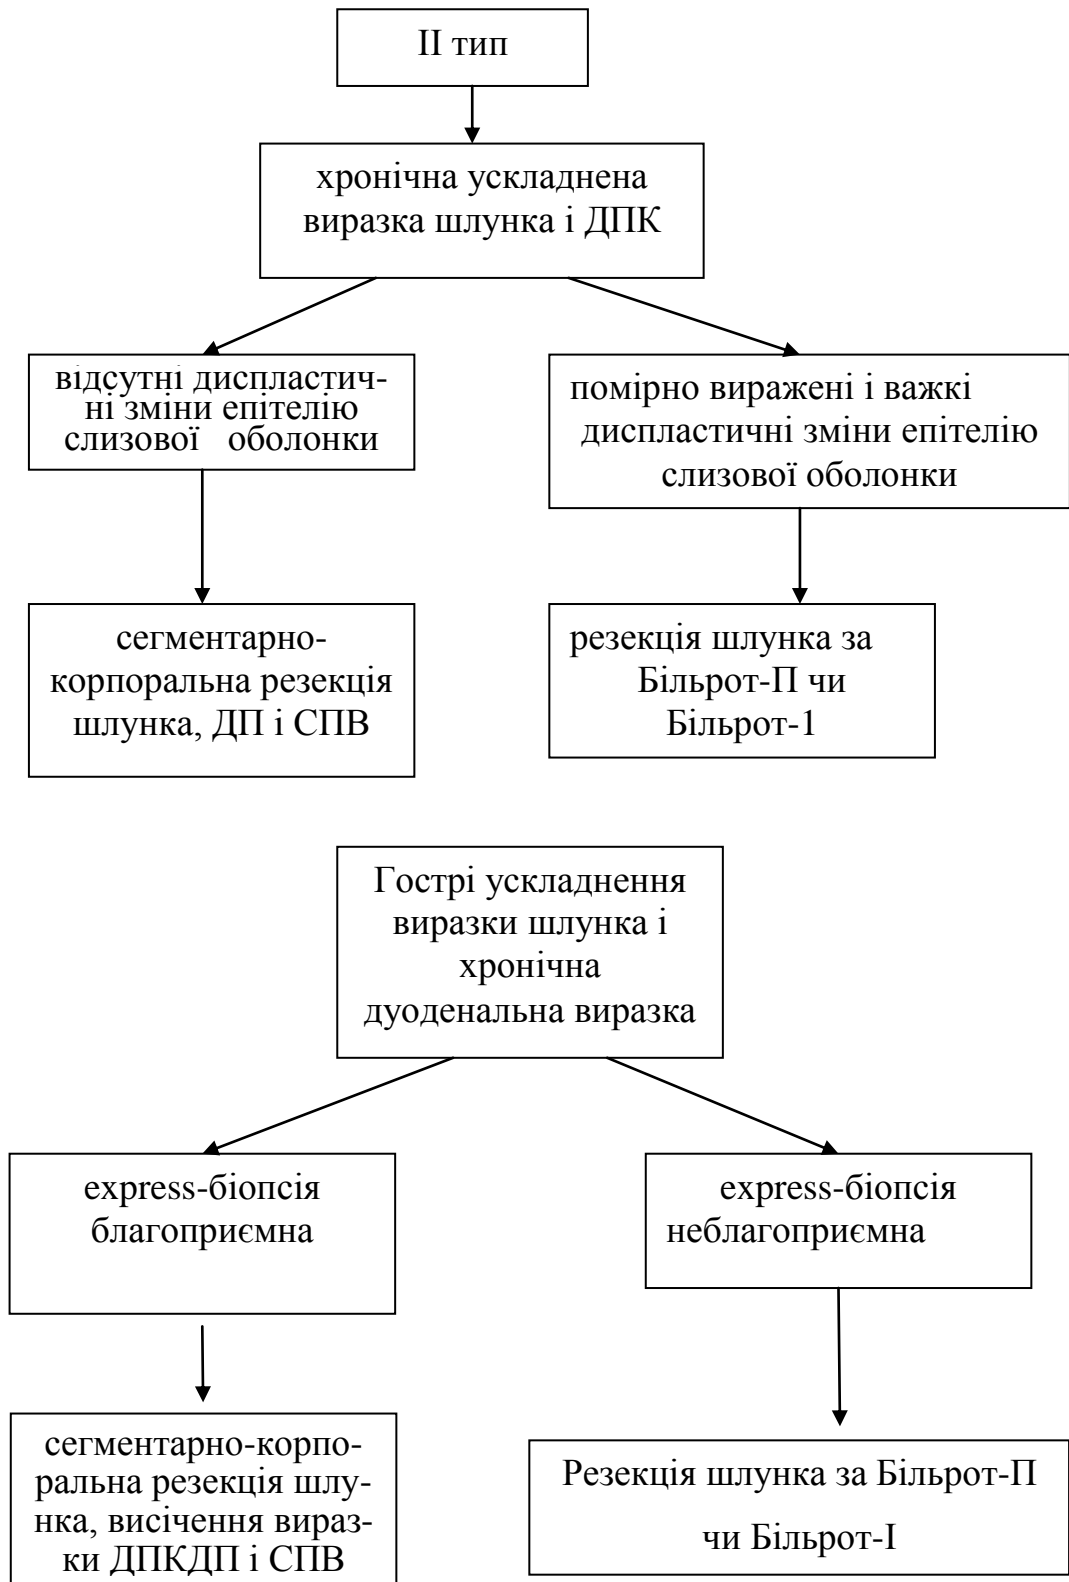 II тип
хронічна ускладнена
виразка шлунка і ДПК
відсутні диспластич-
ні зміни епітелію
слизової оболонки
помірно виражені і важкі
диспластичні зміни епітелію
слизової оболонки
сегментарно-
корпоральна резекція
шлунка, ДП і СПВ
резекція шлунка за
Більрот-П чи
Більрот-1
Гострі ускладнення
виразки шлунка і
хронічна
дуоденальна виразка
express-біопсія
благоприємна
express-біопсія
неблагоприємна
сегментарно-корпо-
ральна резекція шлу-
нка, висічення вираз-
ки ДПКДП і СПВ
Резекція шлунка за Більрот-П
чи Більрот-I